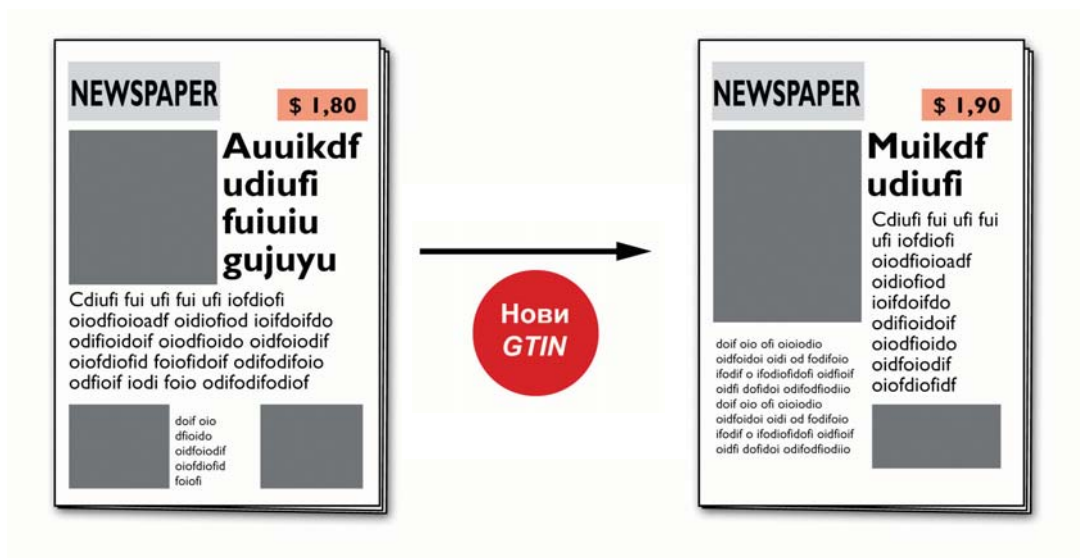 NEWSPAPER
$ 1,80
Auuikdf
udiufi
fuiuiu
gujuyu
Cdiufi fui ufi fui ufi iofdiofi
oiodfioioadf oidiofiod ioifdoifdo
odifioidoif oiodfioido oidfoiodif
oiofdiofid foiofidoif odifodifoio
odfioif iodi foio odifodifodiof
doif oio
dfioido
oidfoiodif
oiofdiofid
foiofi
Нови
GTIN
NEWSPAPER
$ 1,90
Muikdf
udiufi
Cdiufi fui ufi fui
ufi iofdiofi
oiodfioioadf
oidiofiod
ioifdoifdo
odifioidoif
oiodfioido
oidfoiodif
oiofdiofidf
doif oio ofi oioiodio
oidfoidoi oidi od fodifoio
ifodif o ifodiofidofi oidfioif
oidfi dofidoi odifodfiodiio
doif oio ofi oioiodio
oidfoidoi oidi od fodifoio
ifodif o ifodiofidofi oidfioif
oidfi dofidoi odifodfiodiio